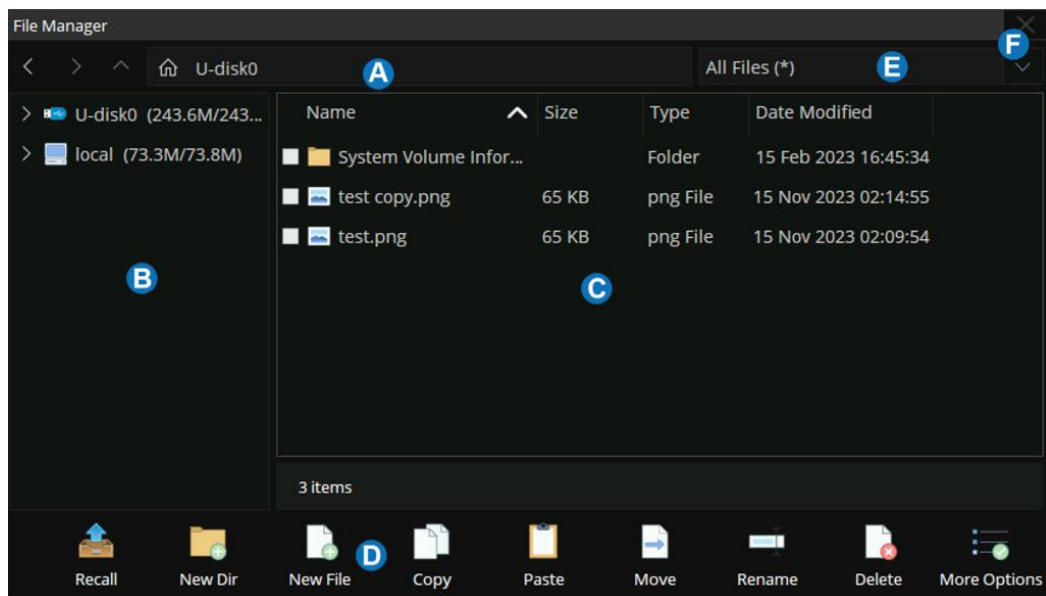 File Manager
F
U-disk0
A
All Files (*)
E
U-disk0 (243.6M/243...
local (73.3M/73.8M)
B
Name Size Type Date Modified
System Volume Infor... Folder 15 Feb 2023 16:45:34
test copy.png 65 KB png File 15 Nov 2023 02:14:55
test.png 65 KB png File 15 Nov 2023 02:09:54
C
3 items
D
Recall New Dir New File Copy Paste Move Rename Delete More Options